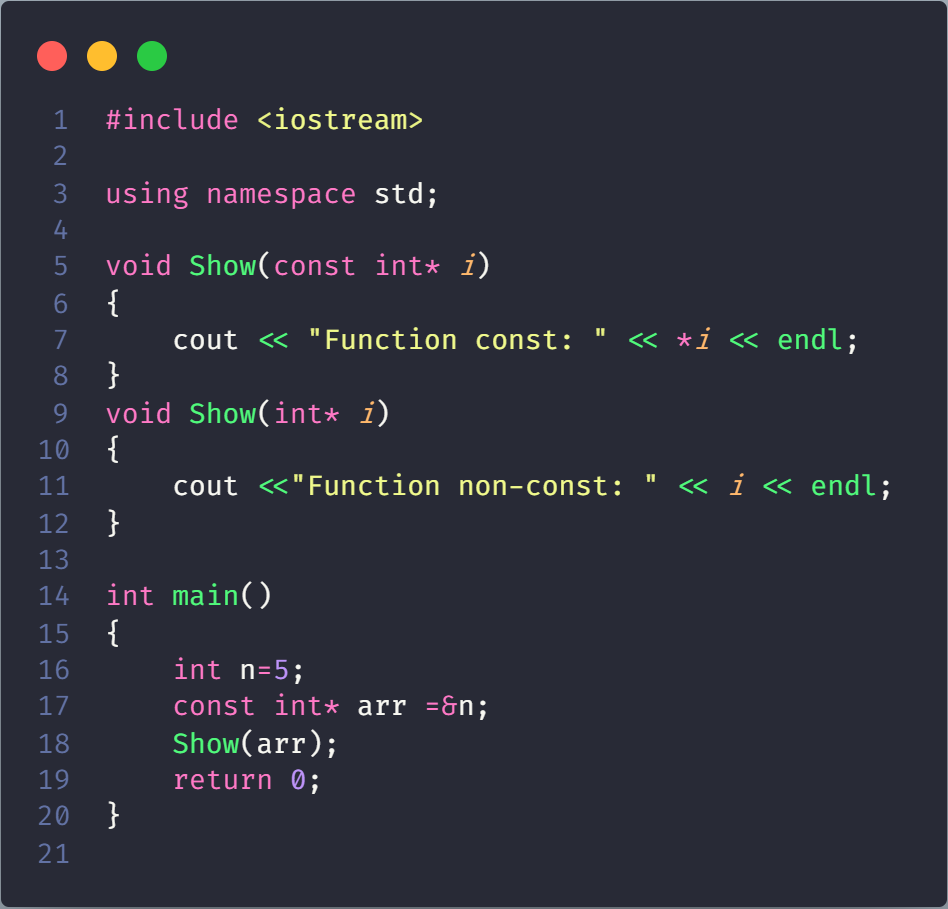 1 #include <iostream>
2
3 using namespace std;
4
5 void Show(const int* i)
6 {
7     cout << "Function const: " << *i << endl;
8 }
9 void Show(int* i)
10 {
11     cout <<"Function non-const: " << i << endl;
12 }
13
14 int main()
15 {
16     int n=5;
17     const int* arr =&n;
18     Show(arr);
19     return 0;
20 }
21